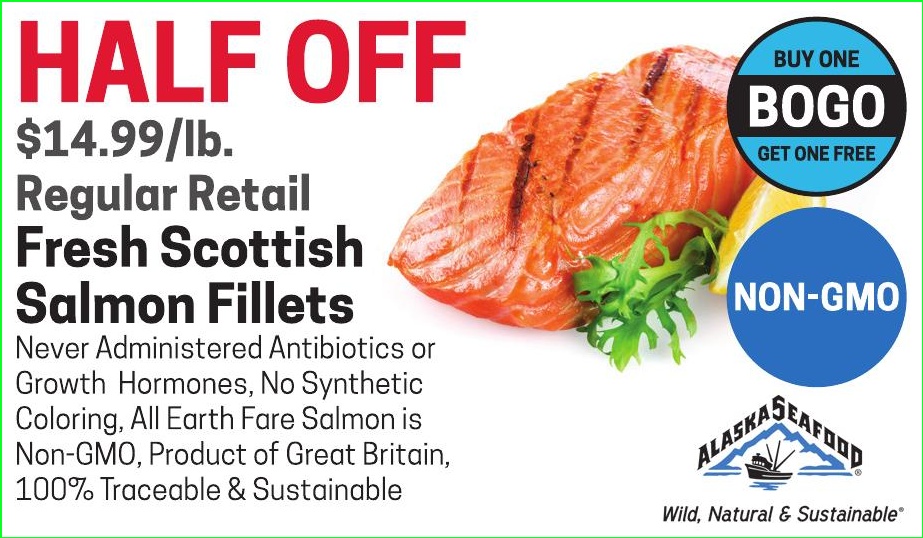 HALF OFF
$14.99/lb.
Regular Retail
Fresh Scottish
Salmon Fillets
Never Administered Antibiotics or
Growth Hormones, No Synthetic
Coloring, All Earth Fare Salmon is
Non-GMO, Product of Great Britain,
100% Traceable & Sustainable
BUY ONE
BOGO
GET ONE FREE
NON-GMO
ALASKA SEAFOOD®
Wild, Natural & Sustainable®